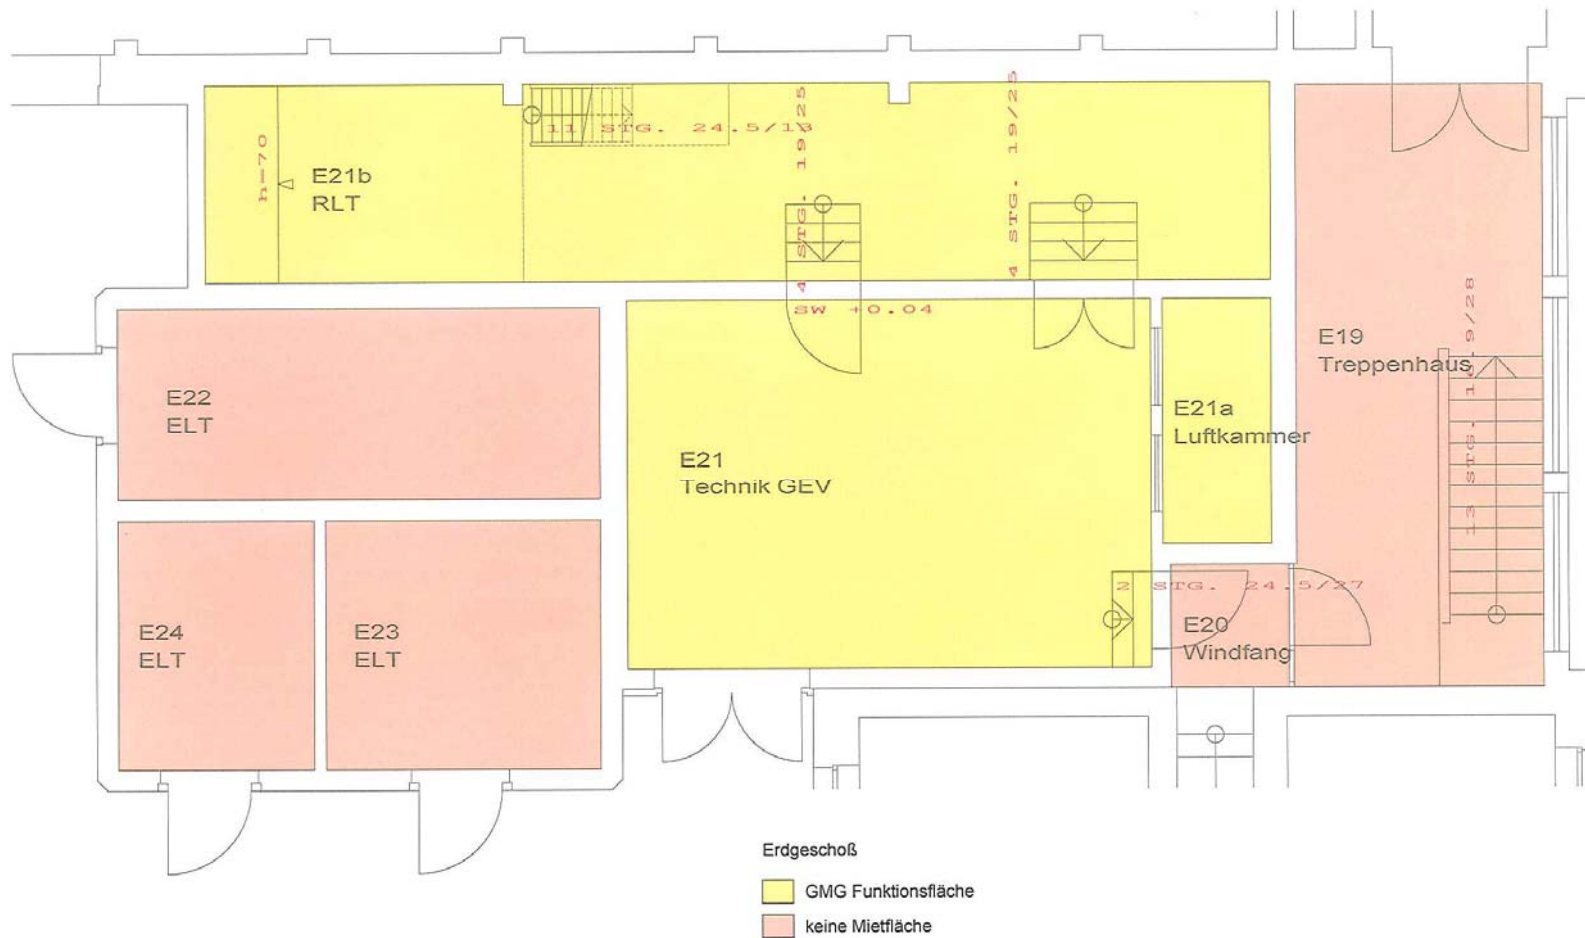 11 STG. 24.5/13
4 STG. 19/25
4 STG. 19/25
h=70
E21b
RLT
SW +0.04
E19
Treppenhaus
E22
ELT
E21a
Luftkammer
E21
Technik GEV
2 STG. 24.5/27
E24
ELT
E23
ELT
E20
Windfang
Erdgeschoß
GMG Funktionsfläche
keine Mietfläche
13 STG.